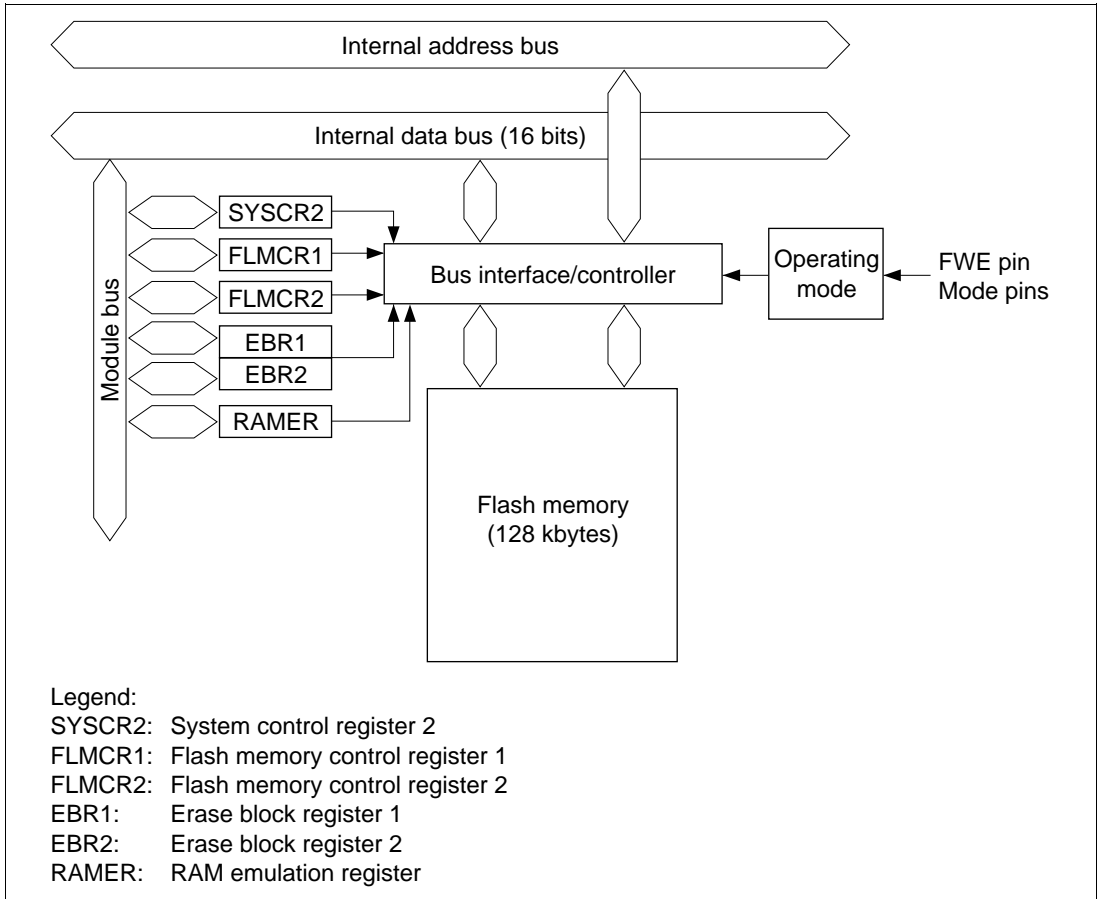 Internal address bus
Internal data bus (16 bits)
Module bus
SYSCR2
FLMCR1
FLMCR2
EBR1
EBR2
RAMER
Bus interface/controller
Operating
mode
FWE pin
Mode pins
Flash memory
(128 kbytes)
Legend:
SYSCR2: System control register 2
FLMCR1: Flash memory control register 1
FLMCR2: Flash memory control register 2
EBR1: Erase block register 1
EBR2: Erase block register 2
RAMER: RAM emulation register